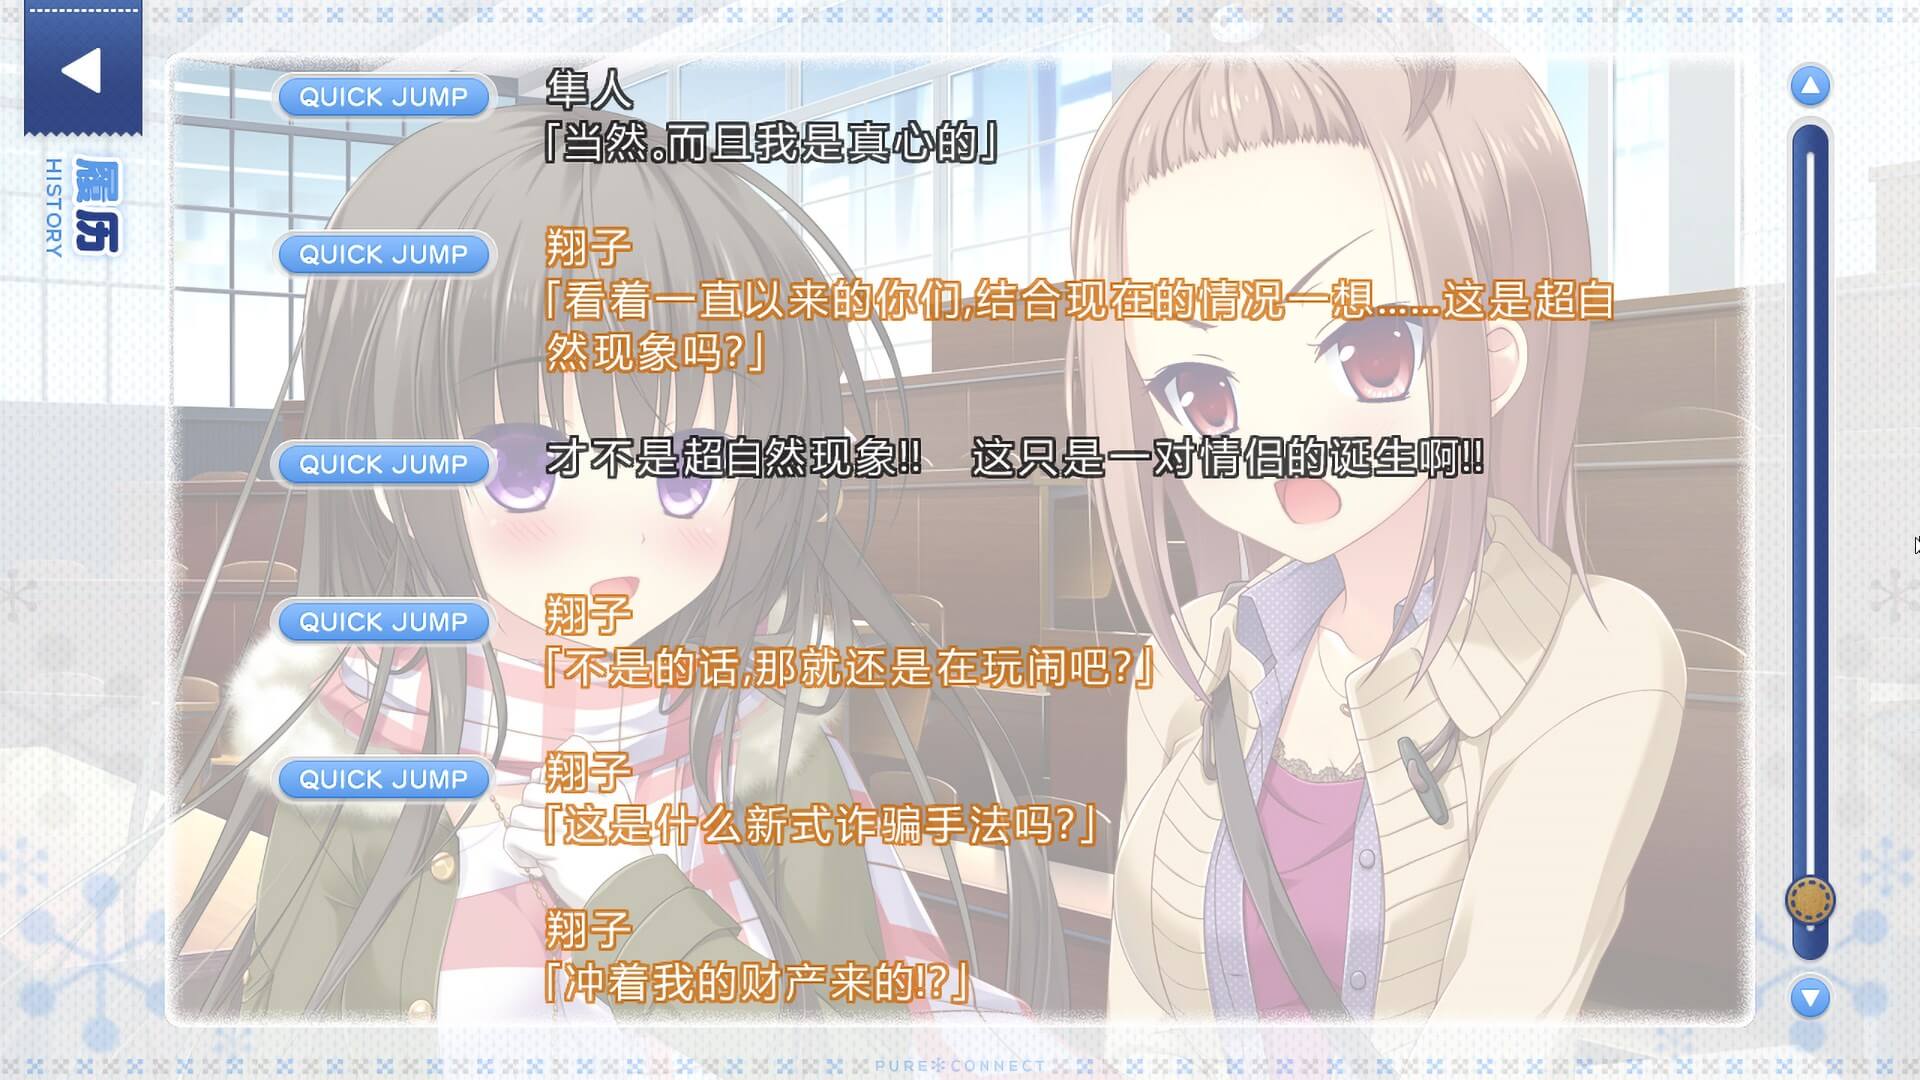 履历
HISTORY
QUICK JUMP
隼人
「当然。而且我是真心的」
QUICK JUMP
翔子
「看着一直以来的你们,结合现在的情况一想……这是超自
然现象吗?」
QUICK JUMP
才不是超自然现象!! 这只是一对情侣的诞生啊!!
QUICK JUMP
翔子
「不是的话,那就还是在玩闹吧?」
QUICK JUMP
翔子
「这是什么新式诈骗手法吗?」
翔子
「冲着我的财产来的!?」
PURE✻CONNECT